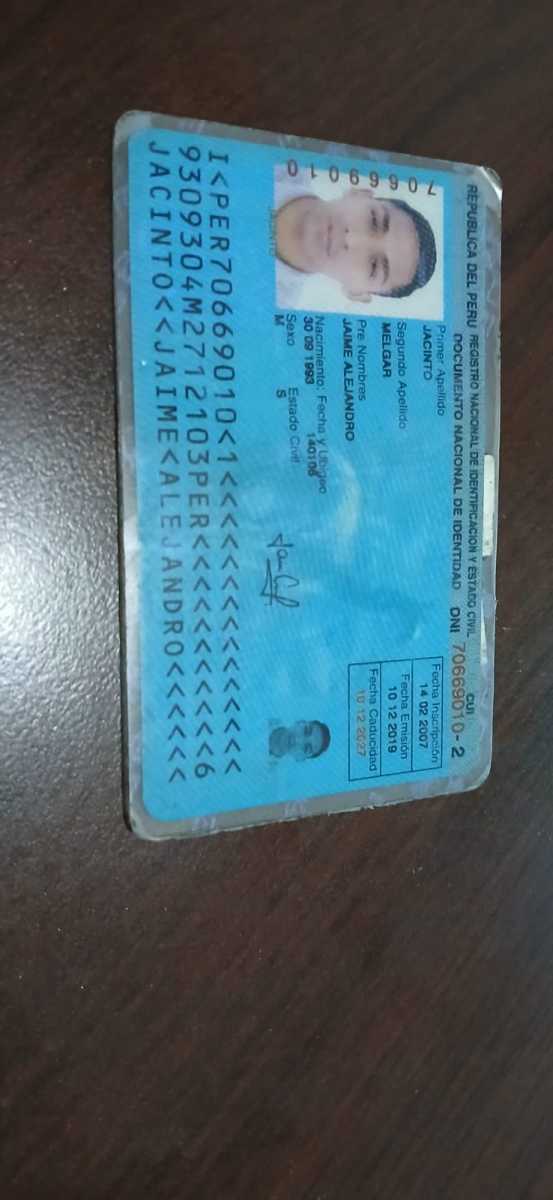 REPUBLICA DEL PERU REGISTRO NACIONAL DE IDENTIFICACION Y ESTADO CIVIL
DOCUMENTO NACIONAL DE IDENTIDAD DNI 70669010 - 2
CUI
Primer Apellido
JACINTO
Segundo Apellido
MELGAR
Pre Nombres
JAIME ALEJANDRO
Nacimiento: Fecha y Ubigeo
30 09 1993 140106
Sexo Estado Civil
M S
Fecha Inscripción
14 02 2007
Fecha Emisión
10 12 2019
Fecha Caducidad
10 12 2027
70669010
I<PER70669010<1<<<<<<<<<<<<<<<
9309304M2712103PER<<<<<<<<<<<6
JACINTO<<JAIME<ALEJANDRO<<<<<<